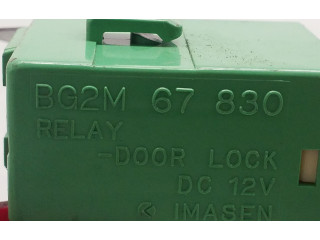 BG2M 67 830
RELAY
-DOOR LOCK
DC 12V
IMASEN